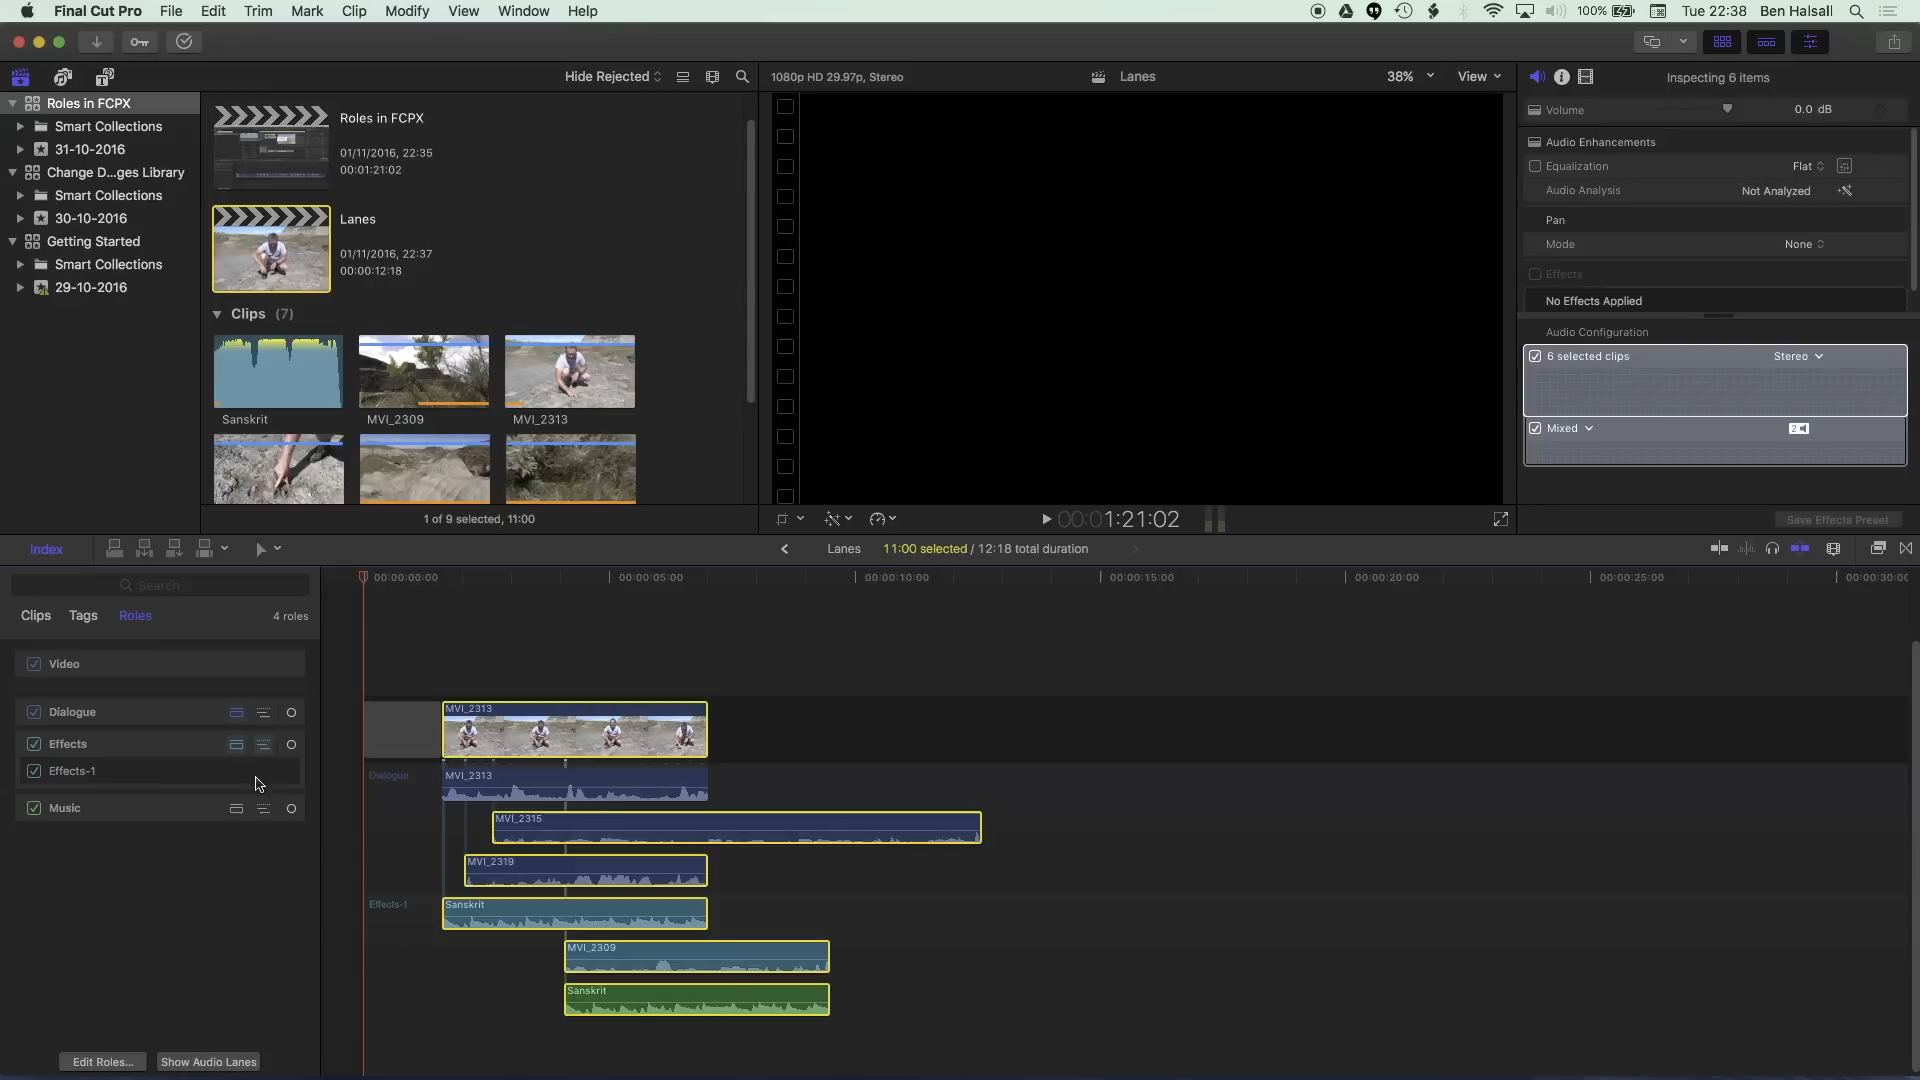 Final Cut Pro File Edit Trim Mark Clip Modify View Window Help 100% Tue 22:38 Ben Halsall
Hide Rejected 1080p HD 29.97p, Stereo Lanes 38% View Inspecting 6 items
Roles in FCPX
Smart Collections
31-10-2016
Change D...ges Library
Smart Collections
30-10-2016
Getting Started
Smart Collections
29-10-2016
Roles in FCPX
01/11/2016, 22:35
00:01:21:02
Lanes
01/11/2016, 22:37
00:00:12:18
Clips (7)
Sanskrit MVI_2309 MVI_2313
1 of 9 selected, 11:00
00:01:21:02
Volume 0.0 dB
Audio Enhancements
Equalization Flat
Audio Analysis Not Analyzed
Pan
Mode None
Effects
No Effects Applied
Audio Configuration
6 selected clips Stereo
Mixed 2
Save Effects Preset
Index Lanes 11:00 selected / 12:18 total duration
Search
Clips Tags Roles 4 roles
Video
Dialogue
Effects
Effects-1
Music
Edit Roles... Show Audio Lanes
00:00:00:00 00:00:05:00 00:00:10:00 00:00:15:00 00:00:20:00 00:00:25:00 00:00:30:00
MVI_2313
Dialogue MVI_2313
MVI_2315
MVI_2319
Effects-1 Sanskrit
MVI_2309
Sanskrit